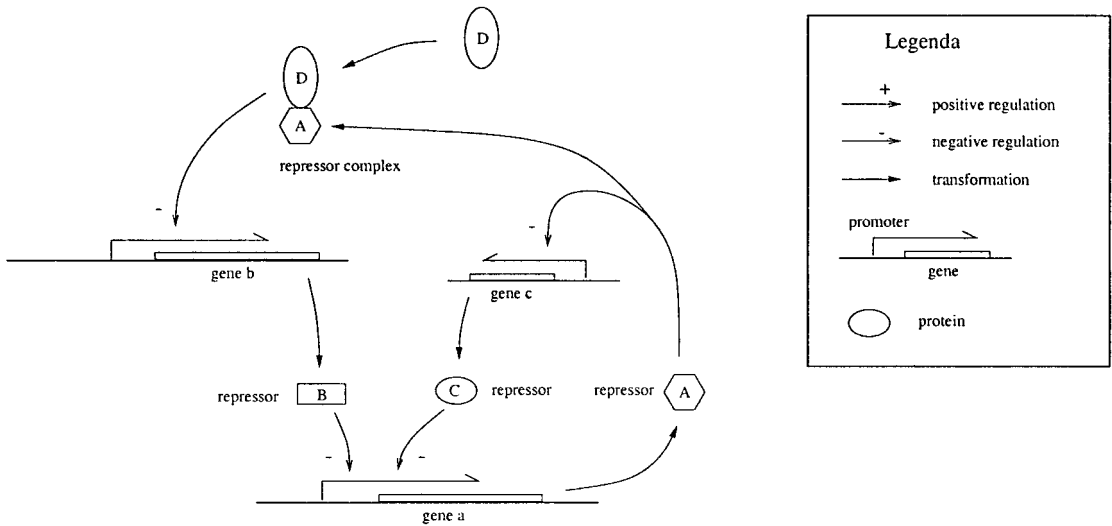 D
D
A
repressor complex
-
gene b
-
gene c
repressor B
C repressor
repressor A
-
-
gene a
Legenda
+
positive regulation
-
negative regulation
transformation
promoter
gene
protein